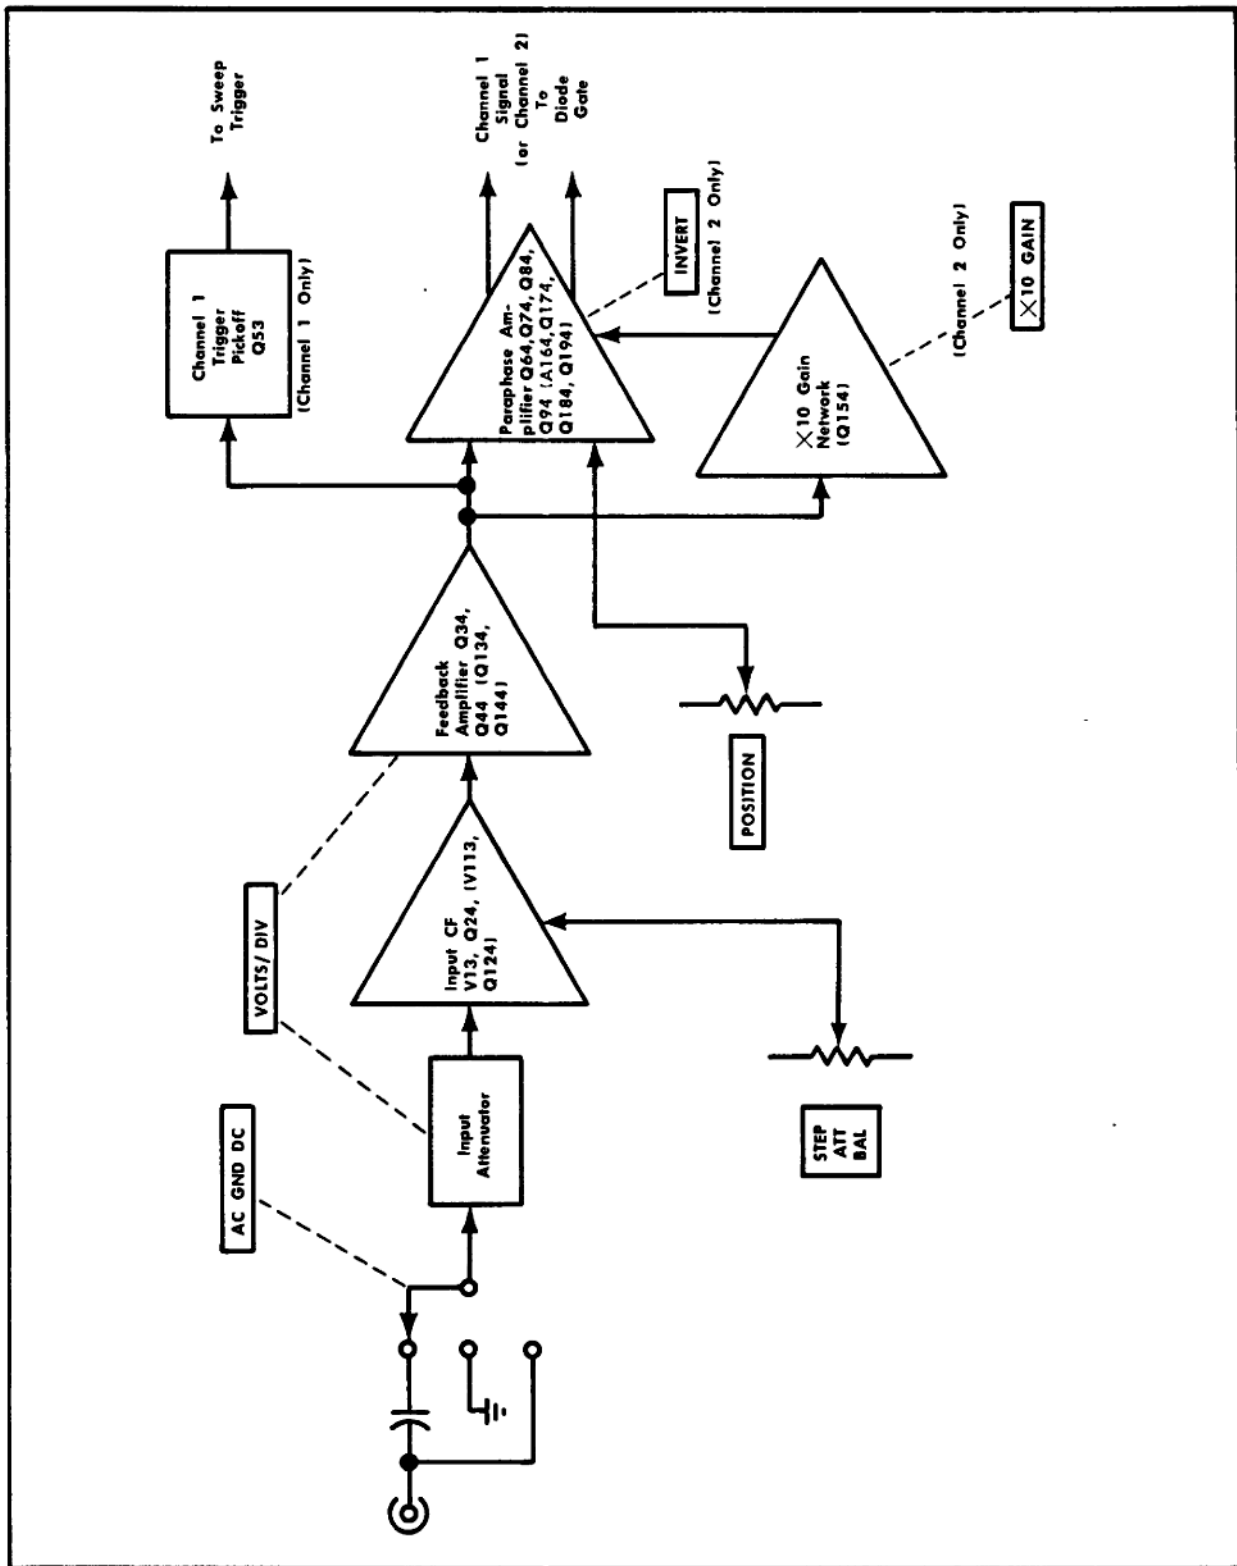 AC GND DC
Input
Attenuator
VOLTS/DIV
Input CF
V13, Q24, (V113,
Q124)
STEP
ATT
BAL
Feedback
Amplifier Q34,
Q44 (Q134,
Q144)
POSITION
Channel 1
Trigger
Pickoff
Q53
(Channel 1 Only)
To Sweep
Trigger
Paraphase Am-
plifier Q64, Q74, Q84,
Q94 (A164, Q174,
Q184, Q194)
Channel 1
Signal
(or Channel 2)
To
Diode
Gate
INVERT
(Channel 2 Only)
×10 Gain
Network
(Q154)
(Channel 2 Only)
×10 GAIN